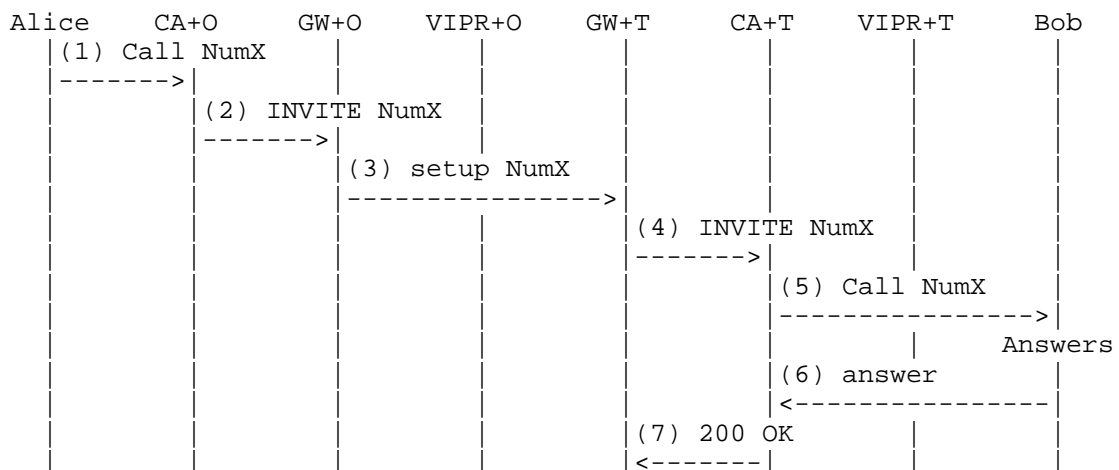 Alice CA+O GW+O VIPR+O GW+T CA+T VIPR+T Bob
(1) Call NumX
(2) INVITE NumX
(3) setup NumX
(4) INVITE NumX
(5) Call NumX
Answers
(6) answer
(7) 200 OK